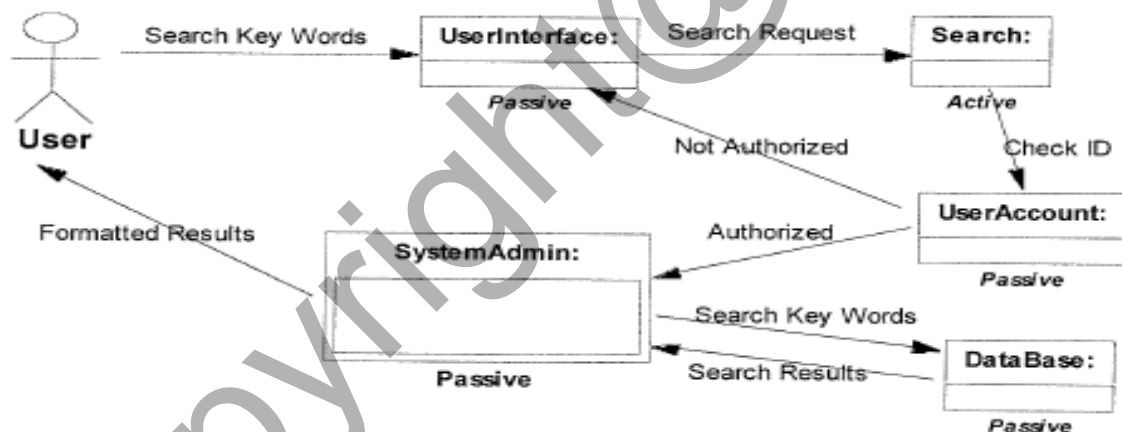 Search Key Words
UserInterface:
Search Request
Search:
Passive
Active
User
Not Authorized
Check ID
UserAccount:
Formatted Results
Authorized
SystemAdmin:
Passive
Search Key Words
Search Results
DataBase:
Passive
Passive
pyright@